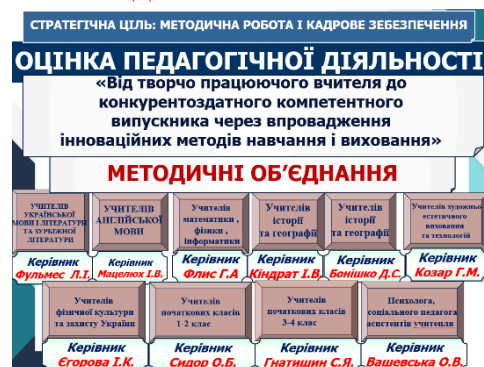 СТРАТЕГІЧНА ЦІЛЬ: МЕТОДИЧНА РОБОТА І КАДРОВЕ ЗЕБЕЗПЕЧЕННЯ
ОЦІНКА ПЕДАГОГІЧНОЇ ДІЯЛЬНОСТІ
«Від творчо працюючого вчителя до
конкурентоздатного компетентного
випускника через впровадження
інноваційних методів навчання і виховання»
МЕТОДИЧНІ ОБ’ЄДНАННЯ
УЧИТЕЛІВ
УКРАЇНСЬКОЇ
МОВИ І ЛІТЕРАТУРИ
ТА ЗУРБІЖНОЇ
ЛІТЕРАТУРИ
Керівник
Фульмес Л.І.
УЧИТЕЛІВ
АНГЛІЙСЬКОЇ
МОВИ
Керівник
Мацелюх І.В.
Учителів
математики ,
фізики ,
інформатики
Керівник
Флис Г.А
Учителів
історії
та географії
Керівник
Кіндрат І.В.
Учителів
історії
та географії
Керівник
Бонішко Д.С.
Учителів художньо-
естетичного
виховання
та технологій
Керівник
Козар Г.М.
Учителів
фізичної культури
та захисту України
Керівник
Єгорова І.К.
Учителів
початкових класів
1-2 клас
Керівник
Сидор О.Б.
Учителів
початкових класів
3-4 клас
Керівник
Гнатишин С.Я.
Психолога,
соціального педагога
асистентів учитепля
Керівник
Вашевська О.В.